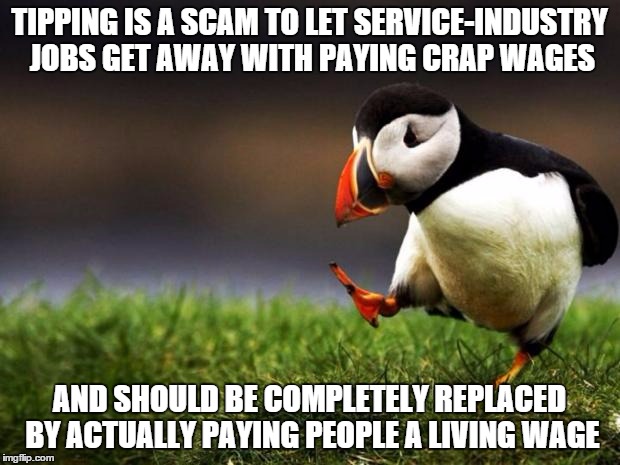 TIPPING IS A SCAM TO LET SERVICE-INDUSTRY
JOBS GET AWAY WITH PAYING CRAP WAGES
AND SHOULD BE COMPLETELY REPLACED
BY ACTUALLY PAYING PEOPLE A LIVING WAGE
imgflip.com